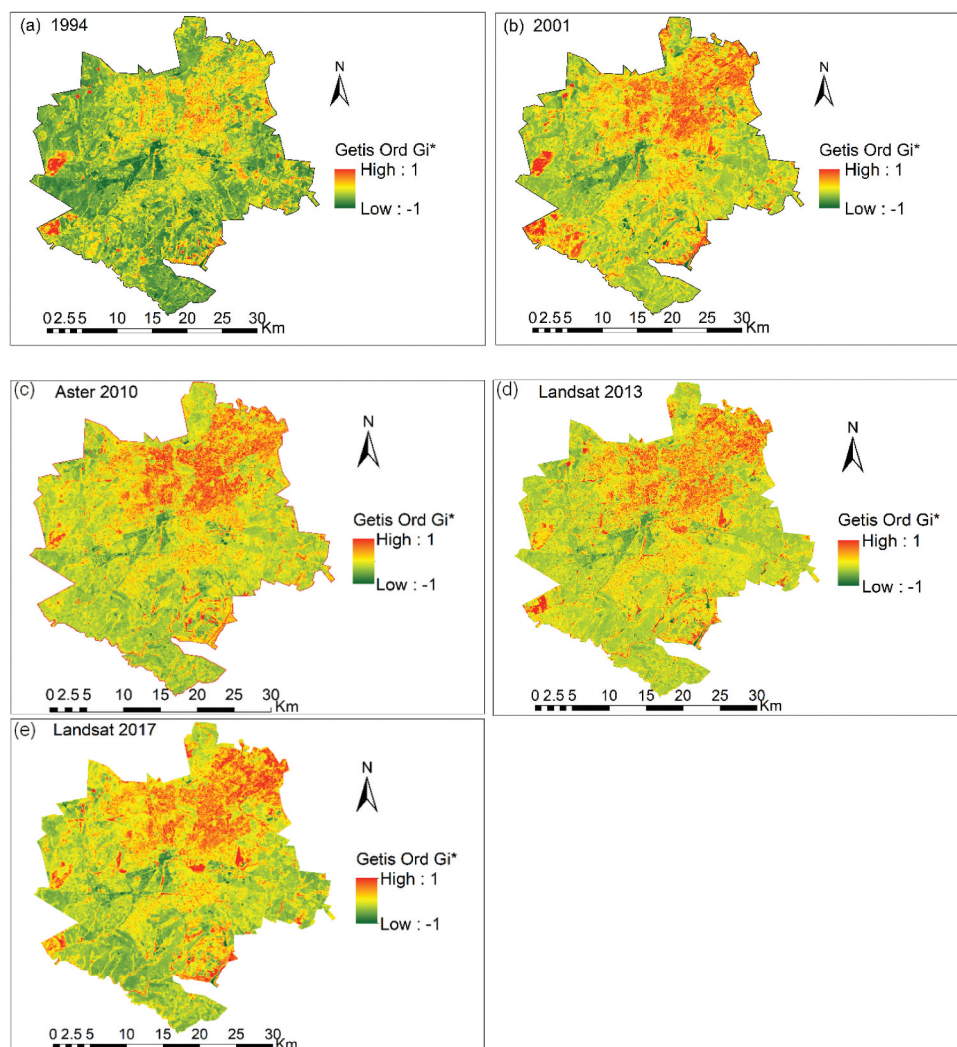 (a) 1994
N
Getis Ord Gi*
High : 1
Low : -1
0 2.5 5 10 15 20 25 30 Km
(b) 2001
N
Getis Ord Gi*
High : 1
Low : -1
0 2.5 5 10 15 20 25 30 Km
(c) Aster 2010
N
Getis Ord Gi*
High : 1
Low : -1
0 2.5 5 10 15 20 25 30 Km
(d) Landsat 2013
N
Getis Ord Gi*
High : 1
Low : -1
0 2.5 5 10 15 20 25 30 Km
(e) Landsat 2017
N
Getis Ord Gi*
High : 1
Low : -1
0 2.5 5 10 15 20 25 30 Km